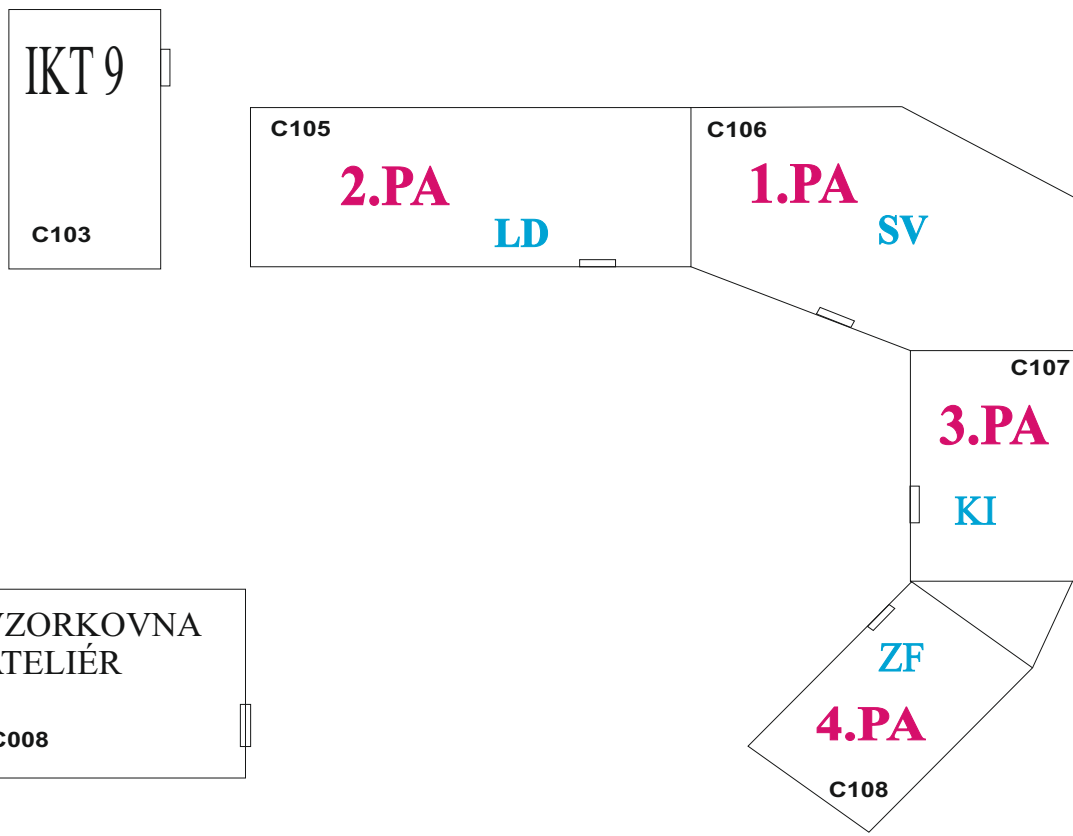 IKT 9
C103
C105
2.PA
LD
C106
1.PA
SV
C107
3.PA
KI
ZF
4.PA
C108
VZORKOVNA
ATELIÉR
C008